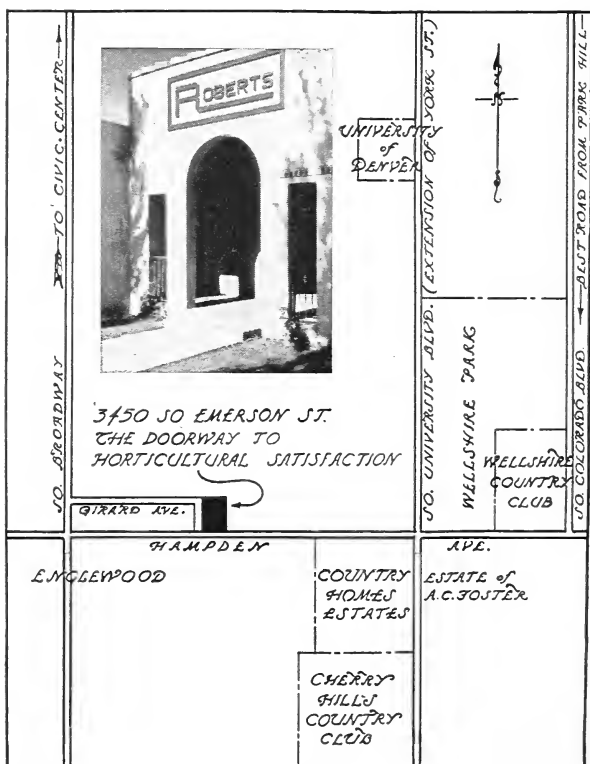 ROBERTS
TO CIVIC CENTER
SO. BROADWAY
UNIVERSITY
of
DENVER
SO. UNIVERSITY BLVD. (EXTENSION OF YORK ST.)
BEST ROAD FROM PARK HILL
SO. COLORADO BLVD.
WELLSHIRE PARK
WELLSHIRE
COUNTRY
CLUB
3450 SO EMERSON ST.
THE DOORWAY TO
HORTICULTURAL SATISFACTION
GIRARD AVE.
HAMPDEN AVE.
ENGLEWOOD
COUNTRY
HOMES
ESTATES
ESTATE of
A.C. FOSTER
CHERRY
HILLS
COUNTRY
CLUB